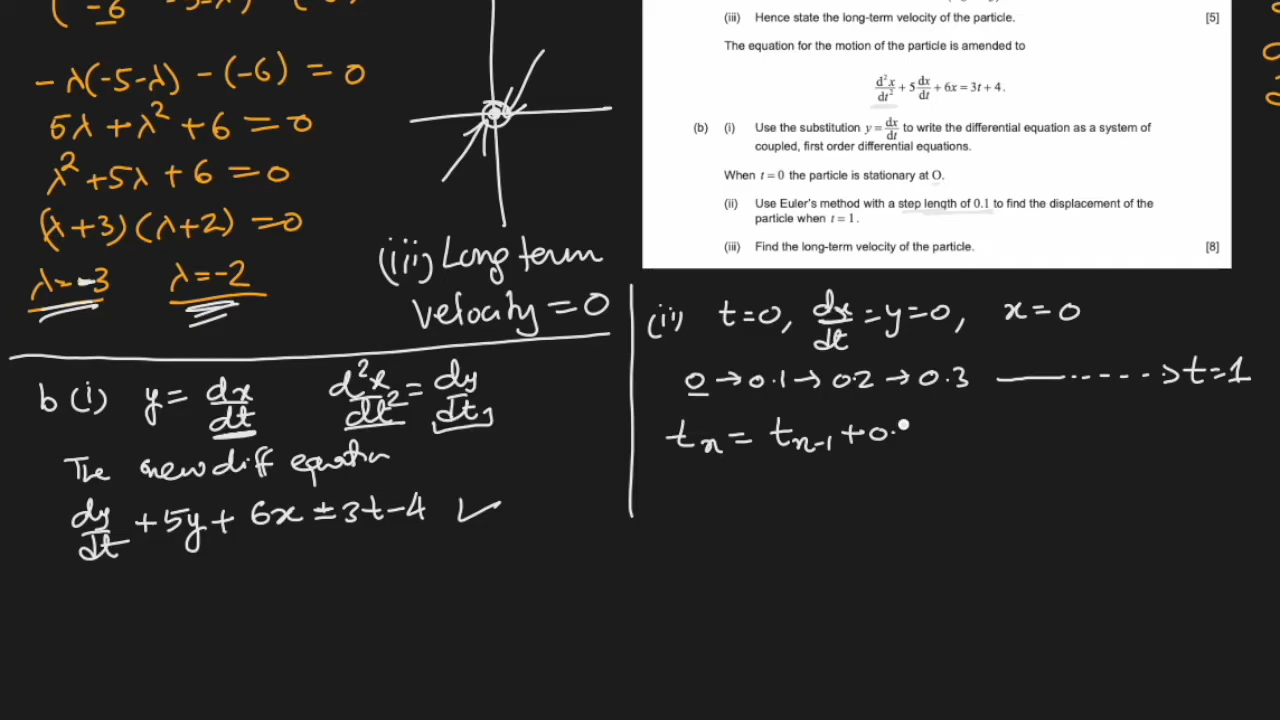 (-6 -5-λ)
-λ(-5-λ) - (-6) = 0
5λ + λ² + 6 = 0
λ² + 5λ + 6 = 0
(λ+3)(λ+2) = 0
λ = -3 λ = -2
(iii) Long term
velocity = 0
b (i) y = dx/dt d²x/dt² = dy/dt
The new diff equation
dy/dt + 5y + 6x = 3t - 4 ✓
(iii) Hence state the long-term velocity of the particle. [5]
The equation for the motion of the particle is amended to
d²x/dt² + 5 dx/dt + 6x = 3t + 4.
(b) (i) Use the substitution y = dx/dt to write the differential equation as a system of
coupled, first order differential equations.
When t = 0 the particle is stationary at O.
(ii) Use Euler's method with a step length of 0.1 to find the displacement of the
particle when t = 1.
(iii) Find the long-term velocity of the particle. [8]
(ii) t=0, dx/dt = y = 0, x = 0
0 → 0.1 → 0.2 → 0.3 —-----> t = 1
tₙ = tₙ₋₁ + 0.